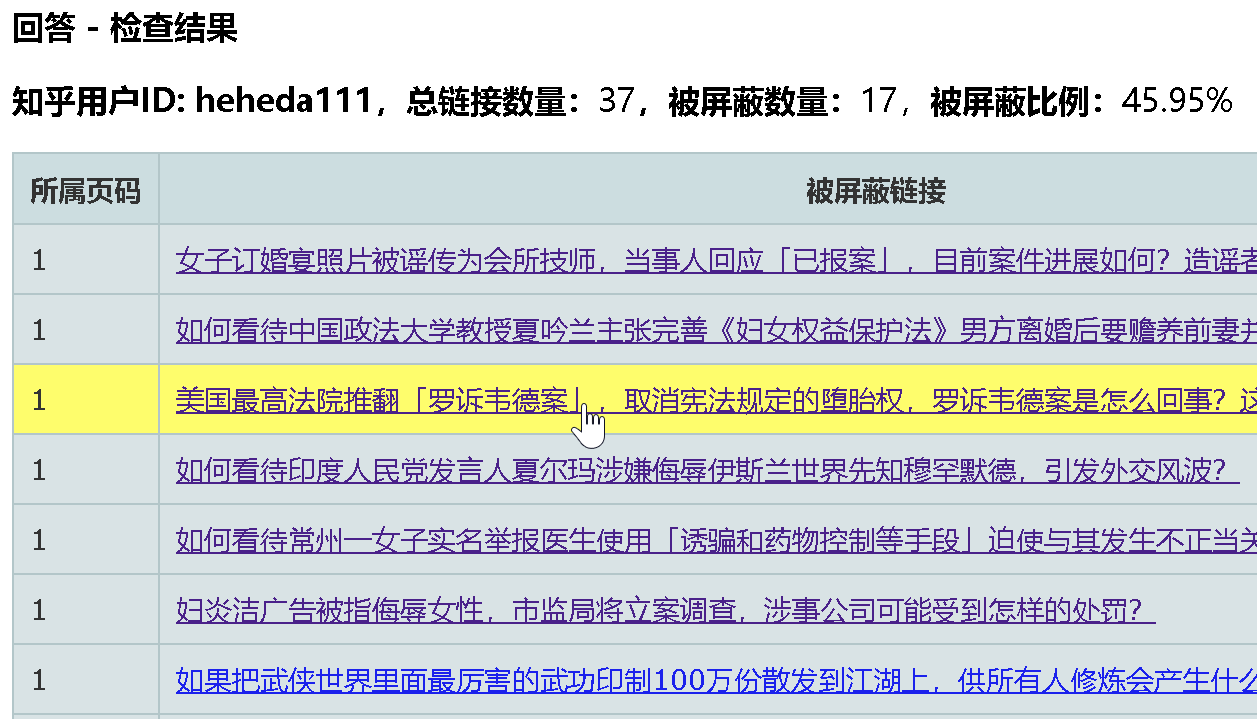 回答 - 检查结果
知乎用户ID: heheda111，总链接数量：37，被屏蔽数量：17，被屏蔽比例：45.95%
所属页码 被屏蔽链接
1 女子订婚宴照片被谣传为会所技师，当事人回应「已报案」，目前案件进展如何？造谣者
1 如何看待中国政法大学教授夏吟兰主张完善《妇女权益保护法》男方离婚后要赡养前妻并
1 美国最高法院推翻「罗诉韦德案」，取消宪法规定的堕胎权，罗诉韦德案是怎么回事？这
1 如何看待印度人民党发言人夏尔玛涉嫌侮辱伊斯兰世界先知穆罕默德，引发外交风波？
1 如何看待常州一女子实名举报医生使用「诱骗和药物控制等手段」迫使与其发生不正当关
1 妇炎洁广告被指侮辱女性，市监局将立案调查，涉事公司可能受到怎样的处罚？
1 如果把武侠世界里面最厉害的武功印制100万份散发到江湖上，供所有人修炼会产生什么